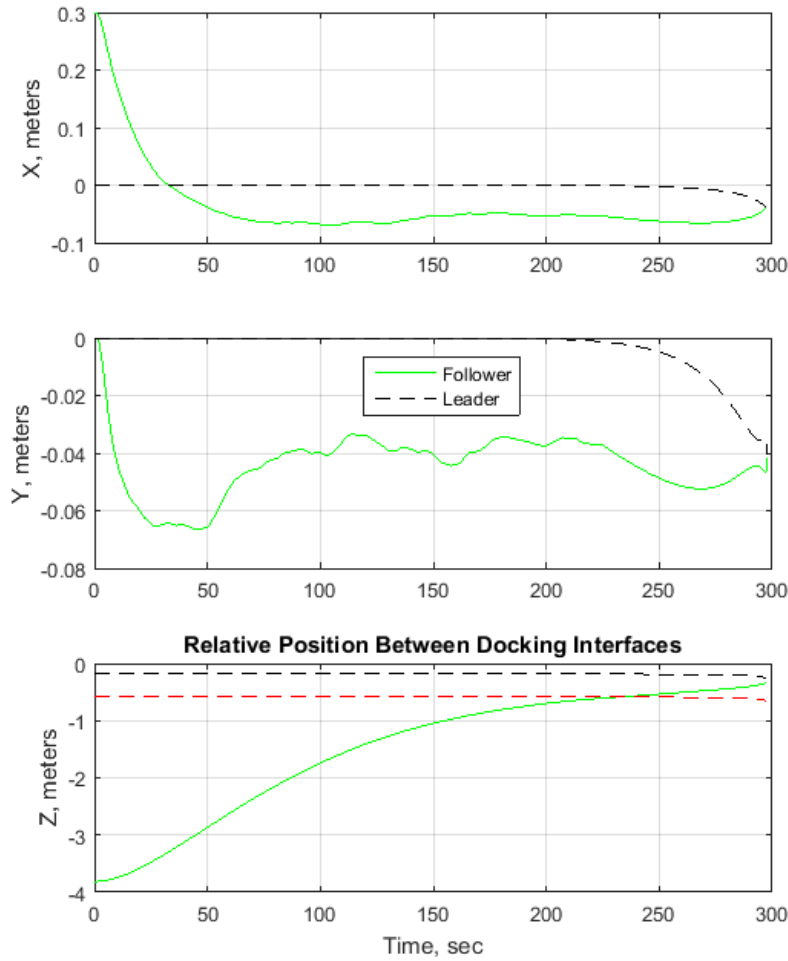 0.3
0.2
0.1
0
-0.1
X, meters
0 50 100 150 200 250 300
0
-0.02
-0.04
-0.06
-0.08
Y, meters
Follower
Leader
0 50 100 150 200 250 300
Relative Position Between Docking Interfaces
0
-1
-2
-3
-4
Z, meters
0 50 100 150 200 250 300
Time, sec